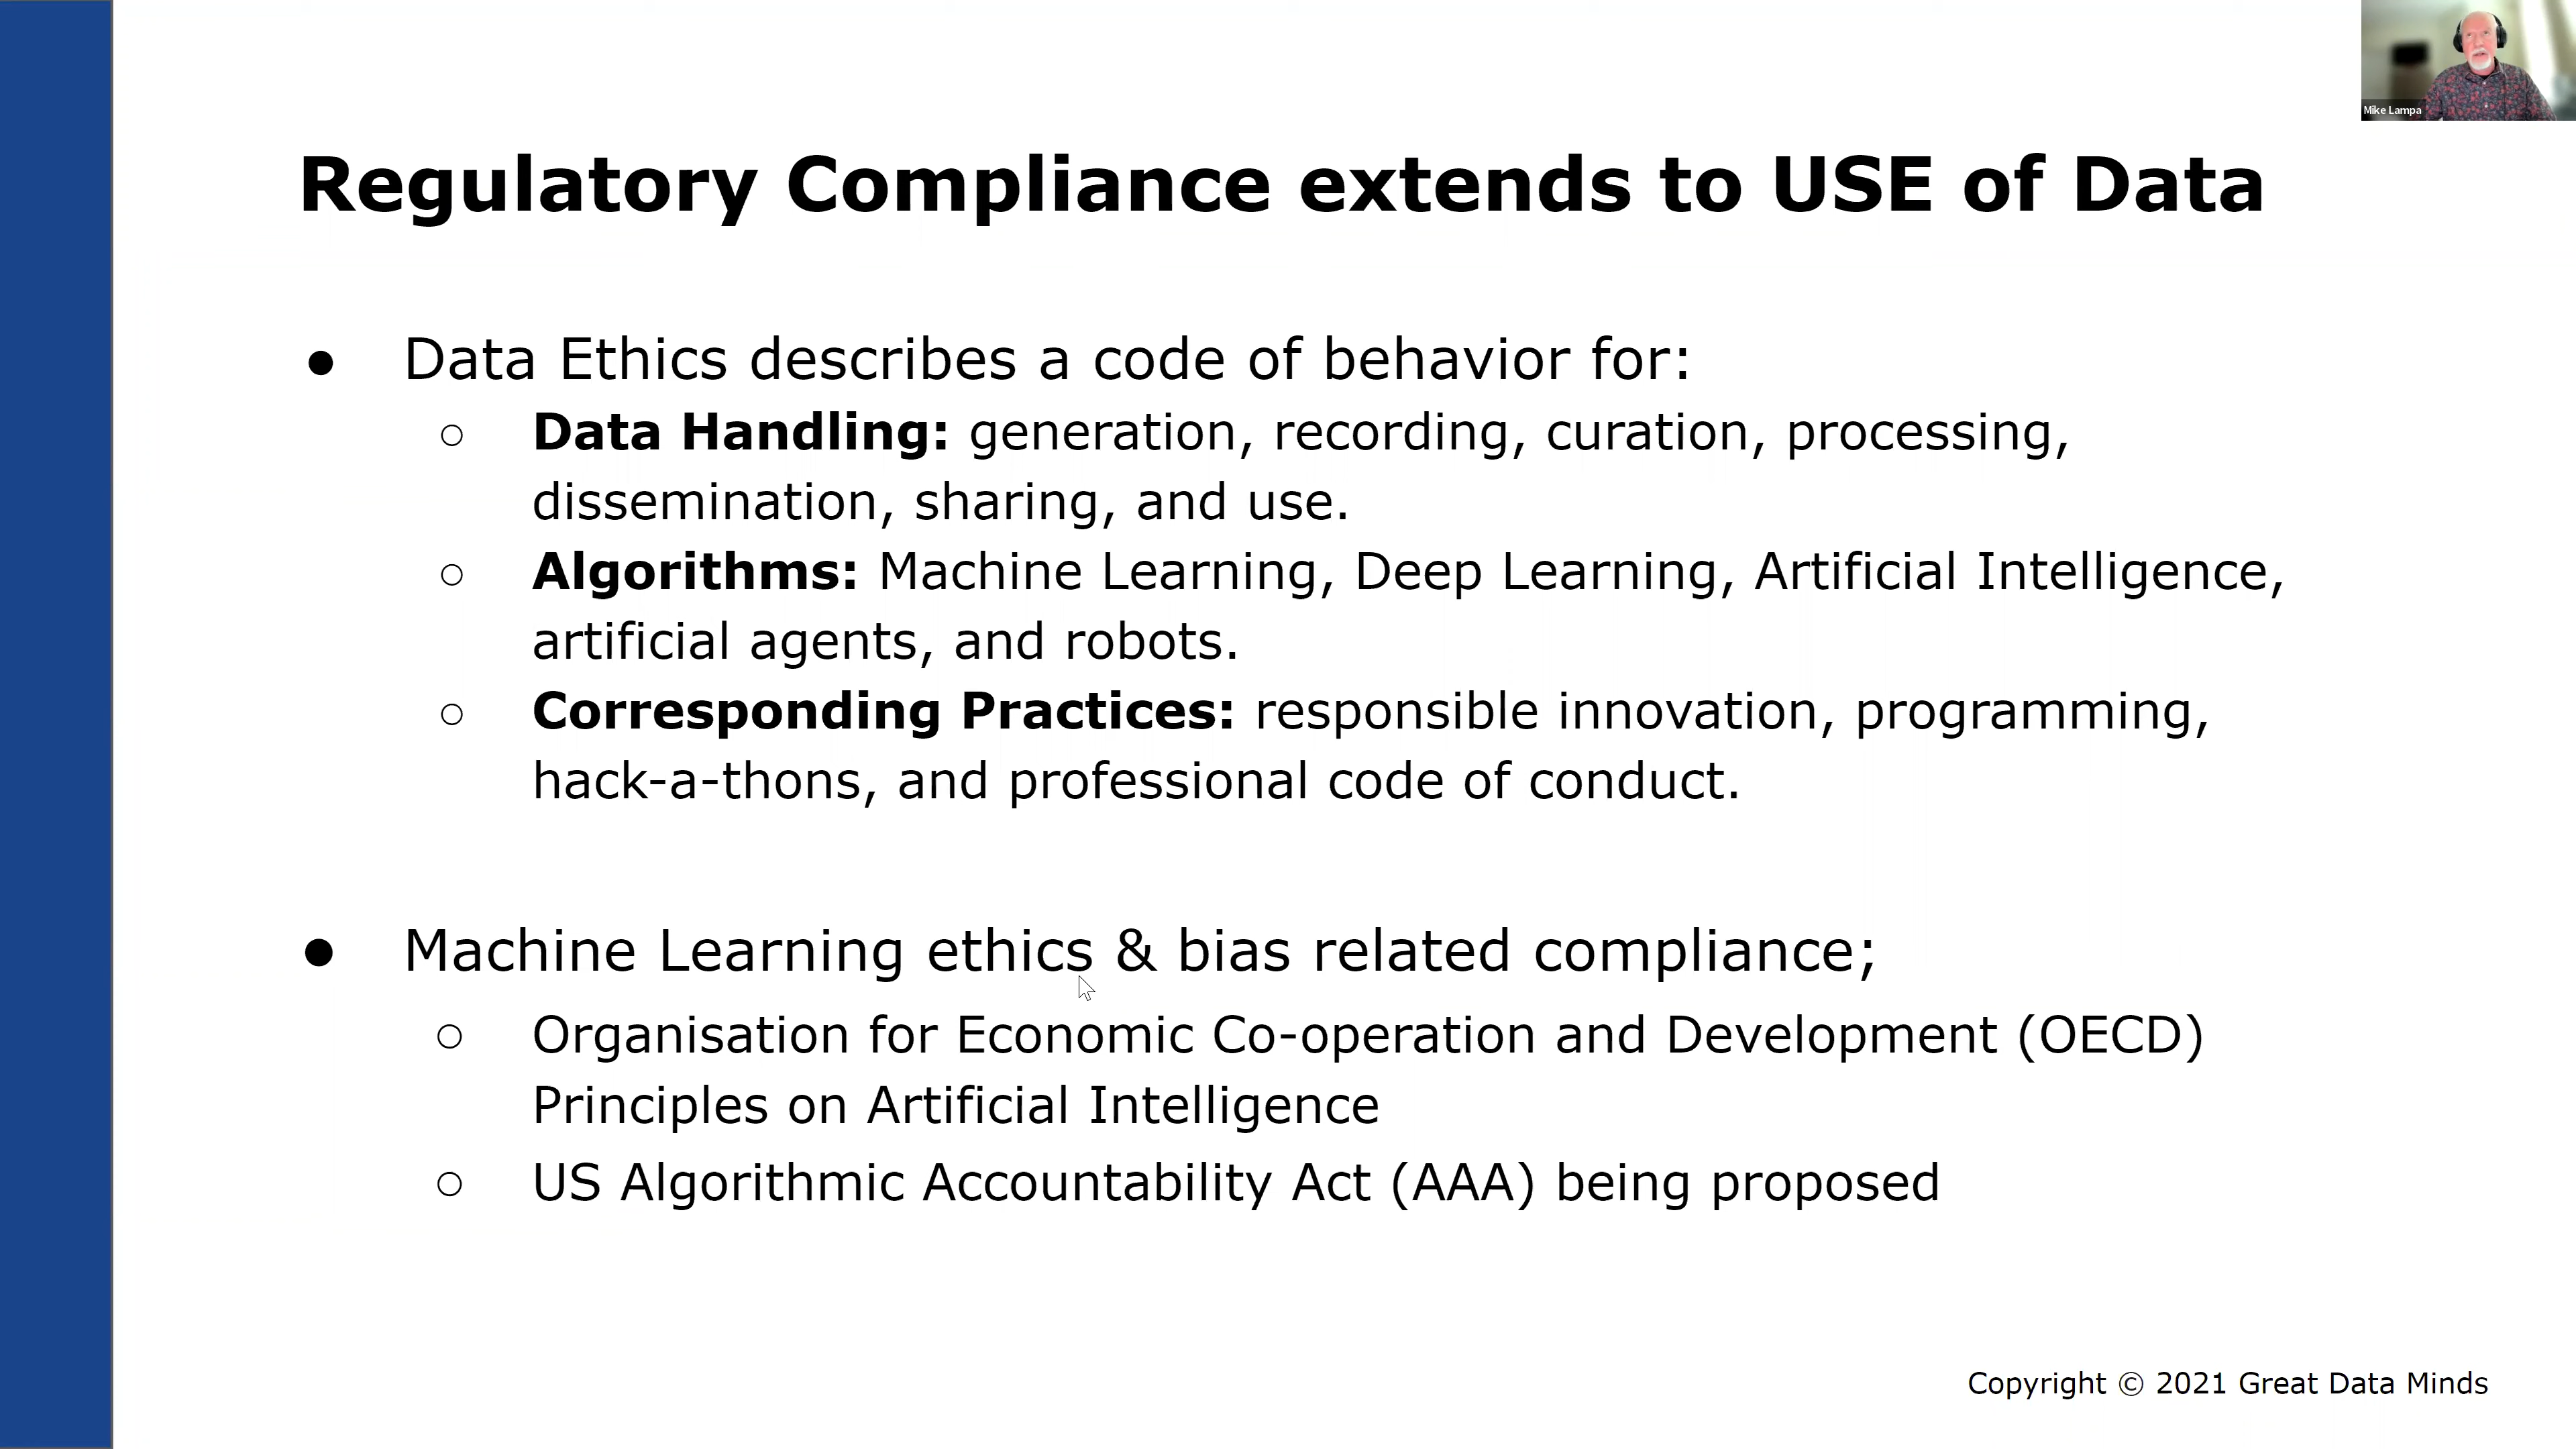 Mike Lampa
Regulatory Compliance extends to USE of Data
● Data Ethics describes a code of behavior for:
○ Data Handling: generation, recording, curation, processing,
dissemination, sharing, and use.
○ Algorithms: Machine Learning, Deep Learning, Artificial Intelligence,
artificial agents, and robots.
○ Corresponding Practices: responsible innovation, programming,
hack-a-thons, and professional code of conduct.
● Machine Learning ethics & bias related compliance;
○ Organisation for Economic Co-operation and Development (OECD)
Principles on Artificial Intelligence
○ US Algorithmic Accountability Act (AAA) being proposed
Copyright © 2021 Great Data Minds